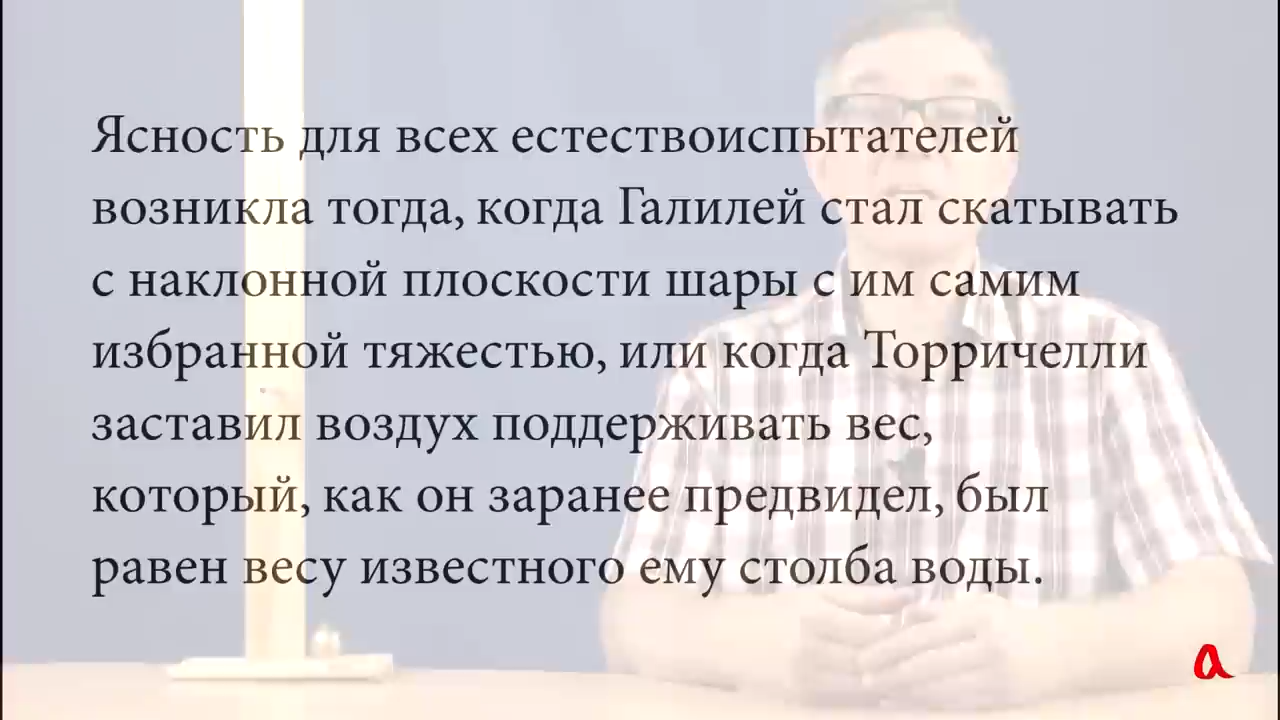 Ясность для всех естествоиспытателей
возникла тогда, когда Галилей стал скатывать
с наклонной плоскости шары с им самим
избранной тяжестью, или когда Торричелли
заставил воздух поддерживать вес,
который, как он заранее предвидел, был
равен весу известного ему столба воды.
a